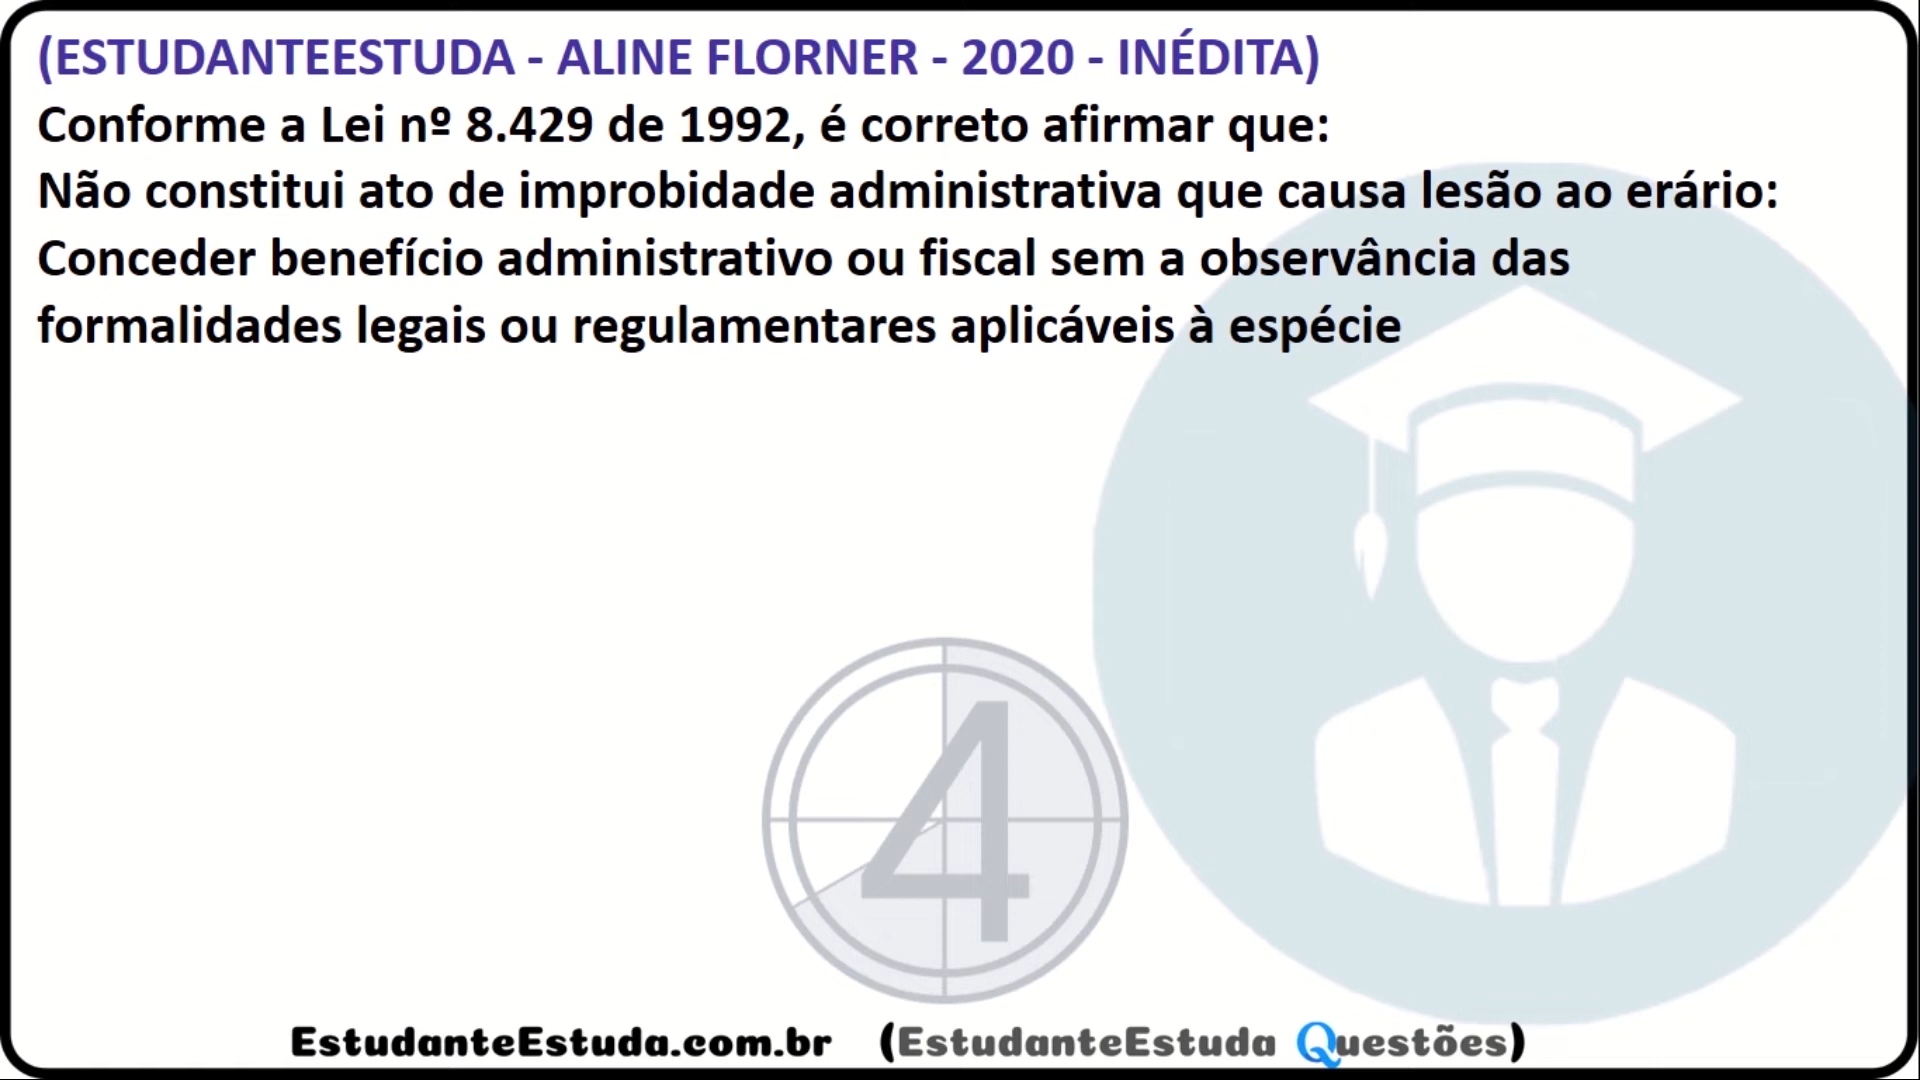 (ESTUDANTEESTUDA - ALINE FLORNER - 2020 - INÉDITA)
Conforme a Lei nº 8.429 de 1992, é correto afirmar que:
Não constitui ato de improbidade administrativa que causa lesão ao erário:
Conceder benefício administrativo ou fiscal sem a observância das
formalidades legais ou regulamentares aplicáveis à espécie
4
EstudanteEstuda.com.br (EstudanteEstuda Questões)